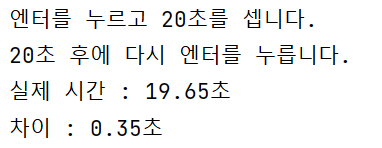 엔터를 누르고 20초를 셉니다.
20초 후에 다시 엔터를 누릅니다.
실제 시간 : 19.65초
차이 : 0.35초